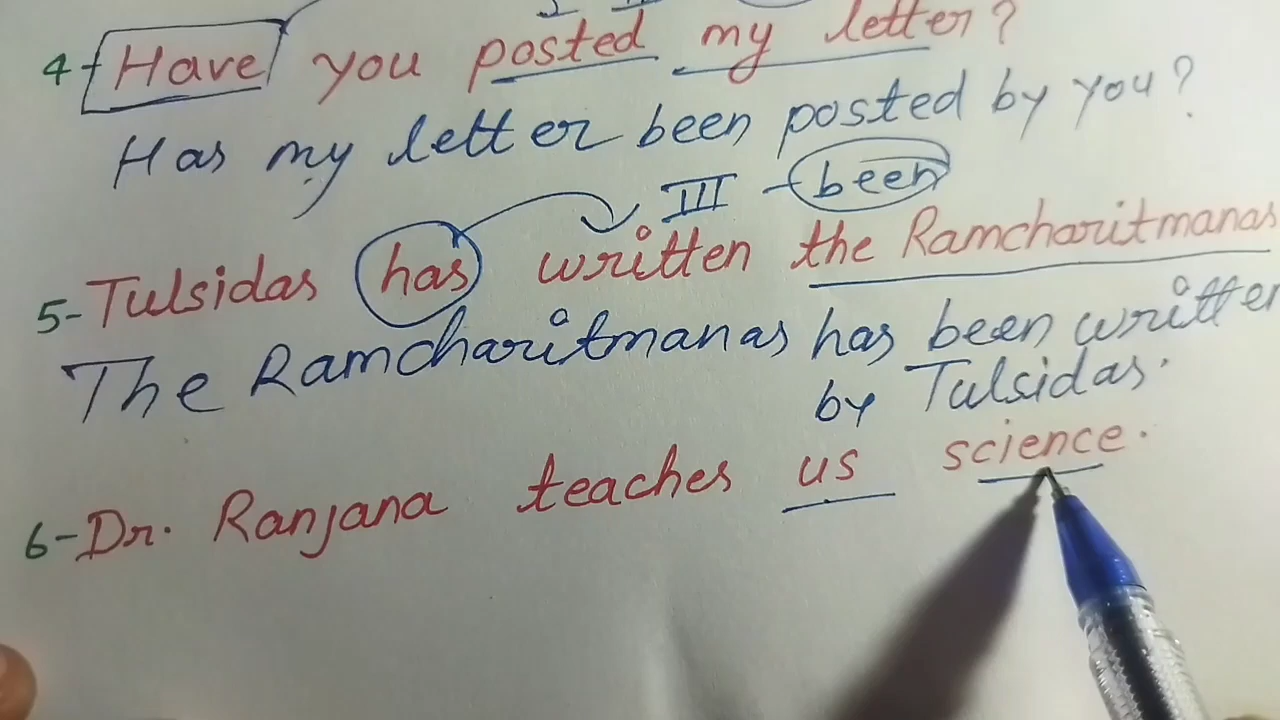 4- Have you posted my letter?
Has my letter been posted by you?
III - been
5- Tulsidas has written the Ramcharitmanas
The Ramcharitmanas has been written
by Tulsidas.
6- Dr. Ranjana teaches us science.